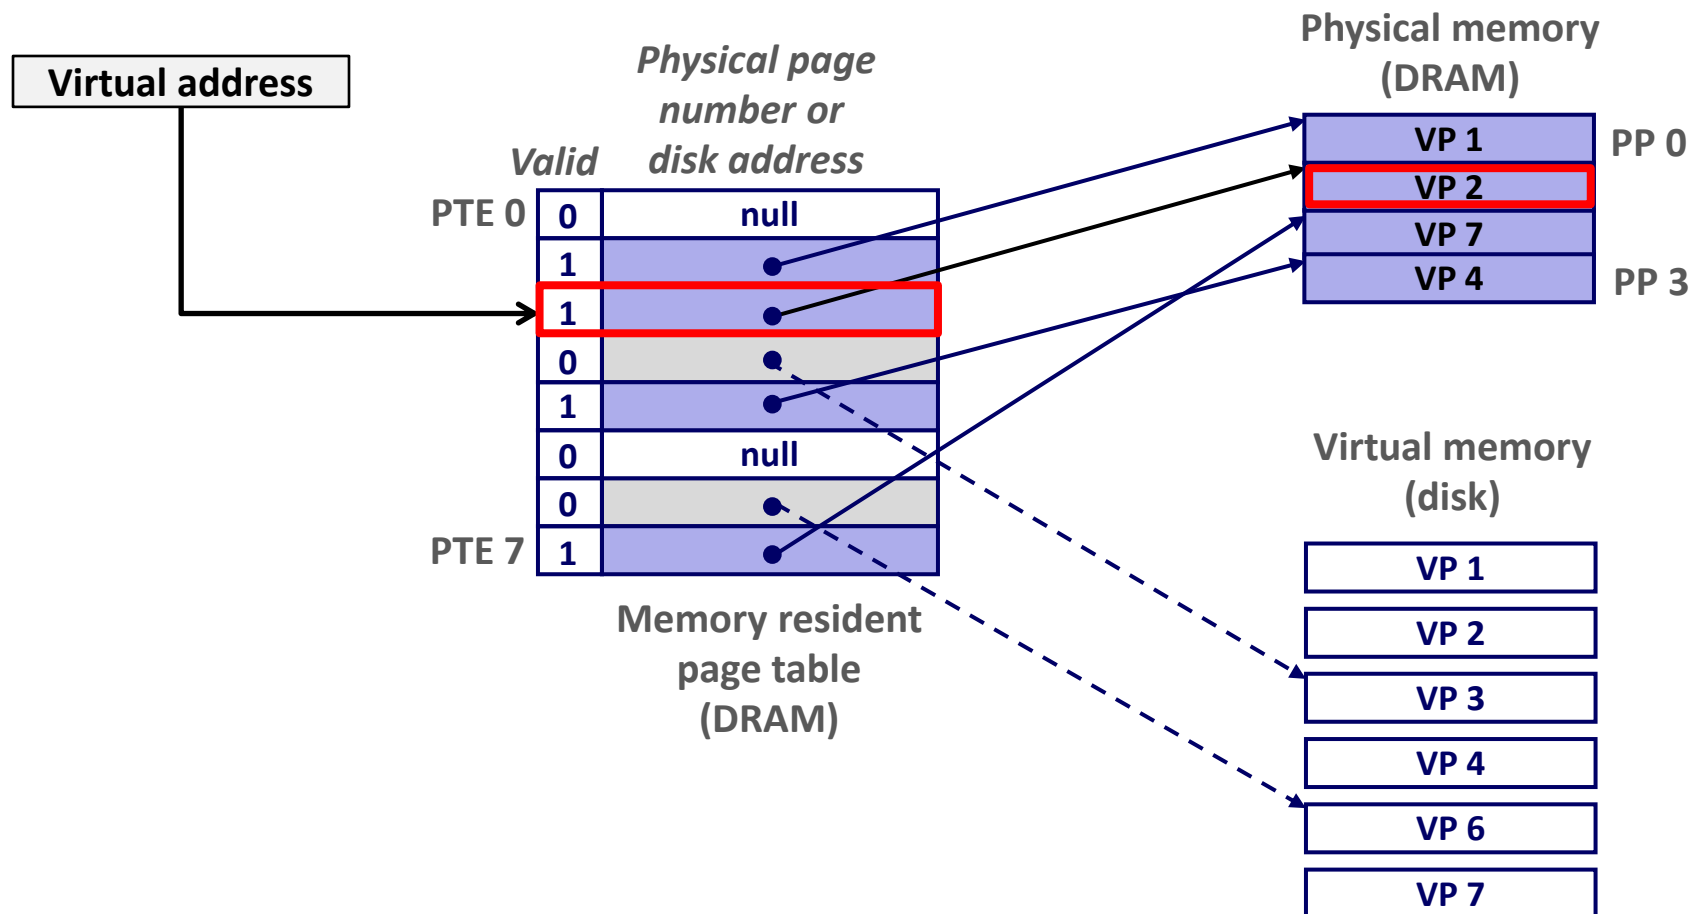 Virtual address
Physical page
number or
disk address
Valid
PTE 0
0 null
1
1
0
1
0 null
0
PTE 7
1
Memory resident
page table
(DRAM)
Physical memory
(DRAM)
VP 1
PP 0
VP 2
VP 7
VP 4
PP 3
Virtual memory
(disk)
VP 1
VP 2
VP 3
VP 4
VP 6
VP 7